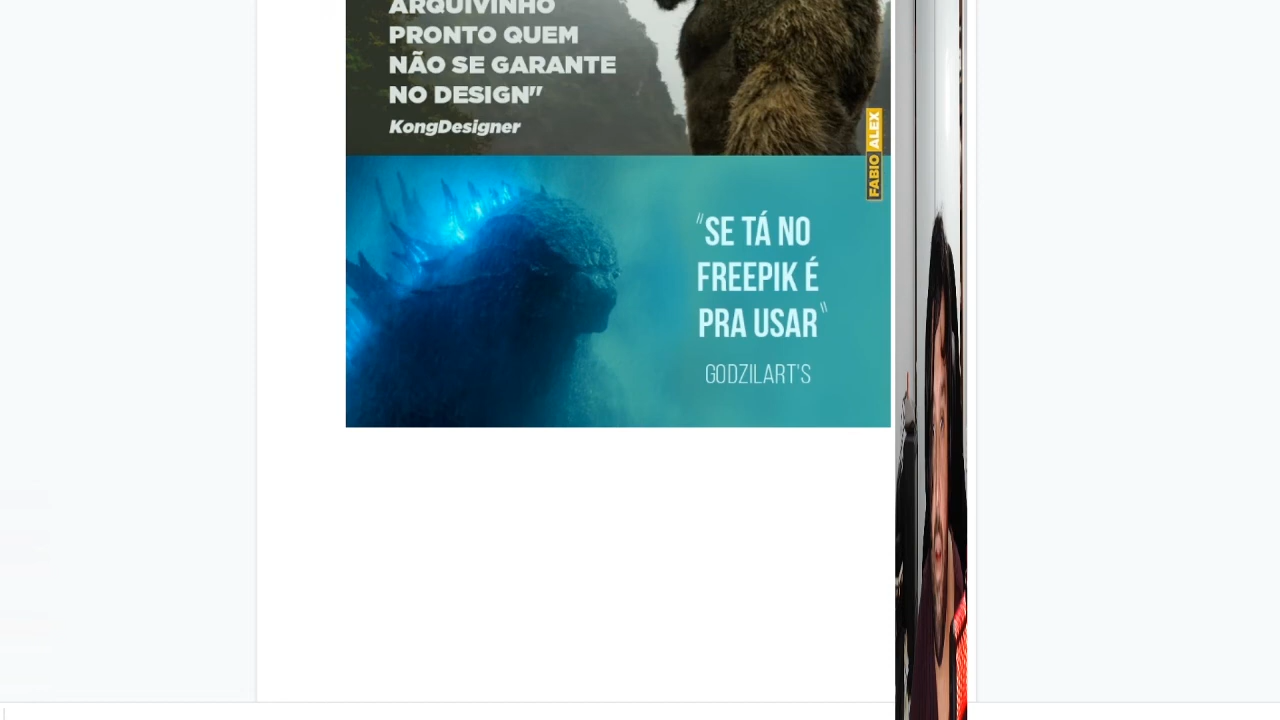 ARQUIVINHO
PRONTO QUEM
NÃO SE GARANTE
NO DESIGN"
KongDesigner
FABIO ALEX
"SE TÁ NO
FREEPIK É
PRA USAR"
GODZILART'S